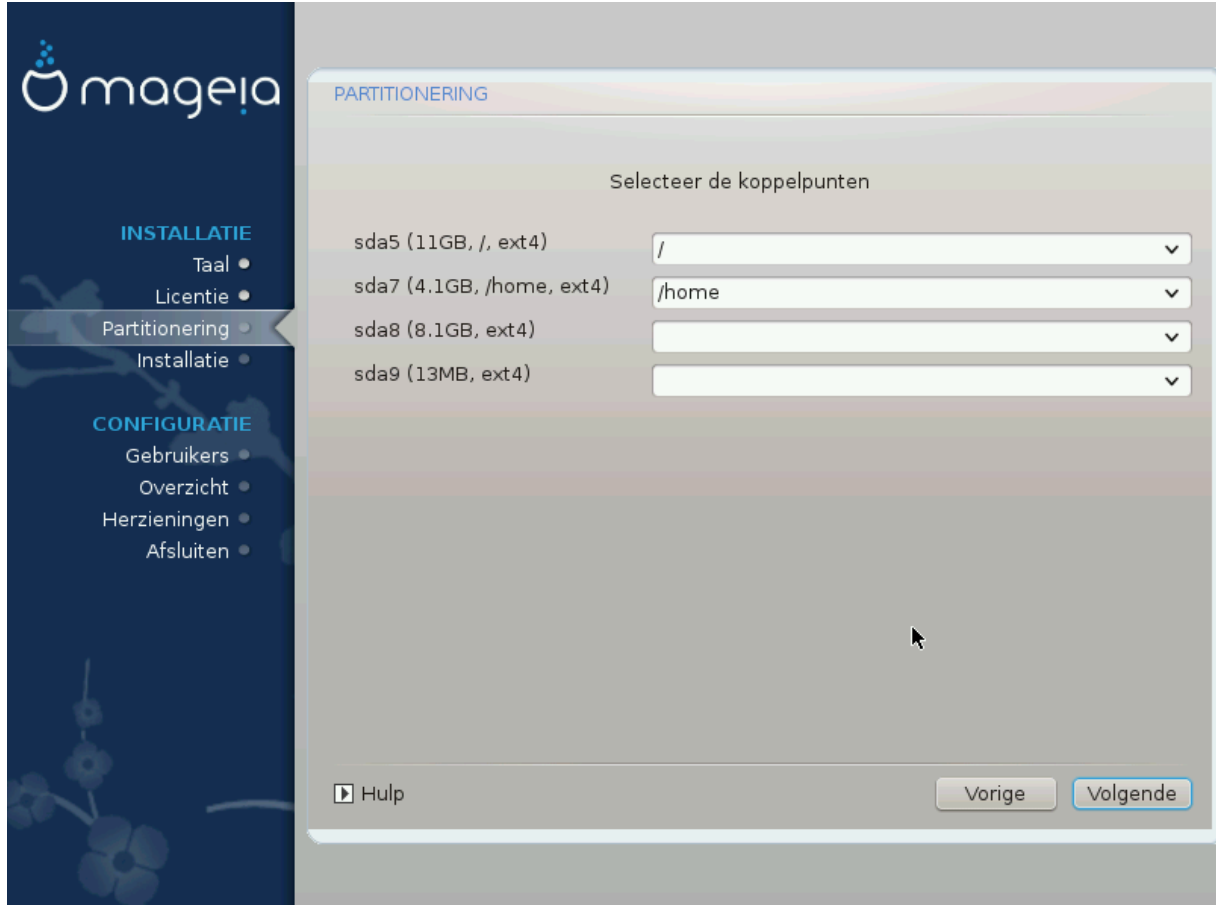 mageia
INSTALLATIE
Taal
Licentie
Partitionering
Installatie
CONFIGURATIE
Gebruikers
Overzicht
Herzieningen
Afsluiten
PARTITIONERING
Selecteer de koppelpunten
sda5 (11GB, /, ext4) /
sda7 (4.1GB, /home, ext4) /home
sda8 (8.1GB, ext4)
sda9 (13MB, ext4)
Hulp Vorige Volgende